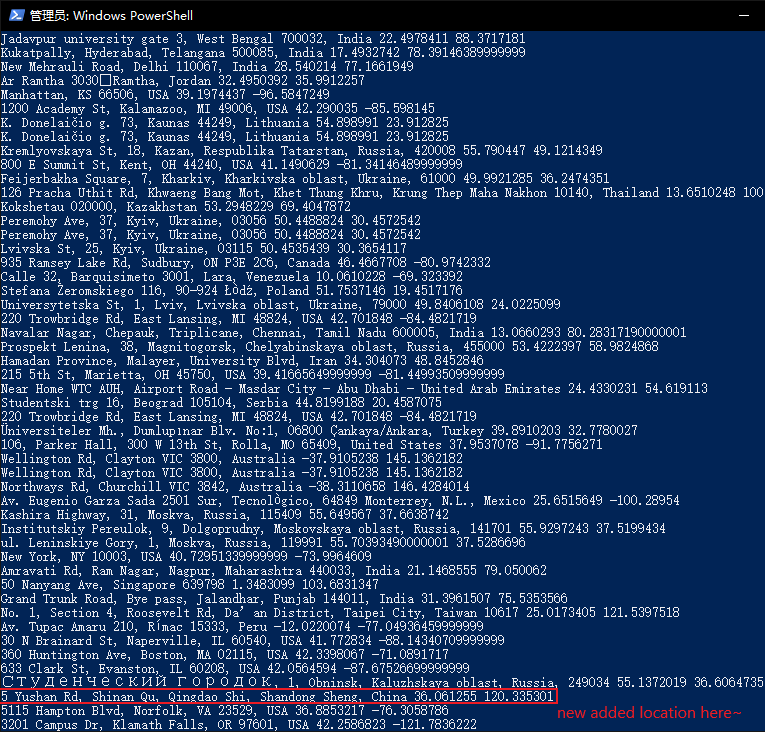 管理员: Windows PowerShell
Jadavpur university gate 3, West Bengal 700032, India 22.4978411 88.3717181
Kukatpally, Hyderabad, Telangana 500085, India 17.4932742 78.39146389999999
New Mehrauli Road, Delhi 110067, India 28.540214 77.1661949
Ar Ramtha 3030□Ramtha, Jordan 32.4950392 35.9912257
Manhattan, KS 66506, USA 39.1974437 -96.5847249
1200 Academy St, Kalamazoo, MI 49006, USA 42.290035 -85.598145
K. Donelaičio g. 73, Kaunas 44249, Lithuania 54.898991 23.912825
K. Donelaičio g. 73, Kaunas 44249, Lithuania 54.898991 23.912825
Kremlyovskaya St, 18, Kazan, Respublika Tatarstan, Russia, 420008 55.790447 49.1214349
800 E Summit St, Kent, OH 44240, USA 41.1490629 -81.34146489999999
Feijerbakha Square, 7, Kharkiv, Kharkivska oblast, Ukraine, 61000 49.9921285 36.2474351
126 Pracha Uthit Rd, Khwaeng Bang Mot, Khet Thung Khru, Krung Thep Maha Nakhon 10140, Thailand 13.6510248 100
Kokshetau 020000, Kazakhstan 53.2948229 69.4047872
Peremohy Ave, 37, Kyiv, Ukraine, 03056 50.4488824 30.4572542
Peremohy Ave, 37, Kyiv, Ukraine, 03056 50.4488824 30.4572542
Lvivska St, 25, Kyiv, Ukraine, 03115 50.4535439 30.3654117
935 Ramsey Lake Rd, Sudbury, ON P3E 2C6, Canada 46.4667708 -80.9742332
Calle 32, Barquisimeto 3001, Lara, Venezuela 10.0610228 -69.323392
Stefana Żeromskiego 116, 90-924 Łódź, Poland 51.7537146 19.4517176
Universytetska St, 1, Lviv, Lvivska oblast, Ukraine, 79000 49.8406108 24.0225099
220 Trowbridge Rd, East Lansing, MI 48824, USA 42.701848 -84.4821719
Navalar Nagar, Chepauk, Triplicane, Chennai, Tamil Nadu 600005, India 13.0660293 80.28317190000001
Prospekt Lenina, 38, Magnitogorsk, Chelyabinskaya oblast, Russia, 455000 53.4222397 58.9824868
Hamadan Province, Malayer, University Blvd, Iran 34.304073 48.8452846
215 5th St, Marietta, OH 45750, USA 39.41665649999999 -81.44993509999999
Near Home WTC AUH, Airport Road - Masdar City - Abu Dhabi - United Arab Emirates 24.4330231 54.619113
Studentski trg 16, Beograd 105104, Serbia 44.8199188 20.4587075
220 Trowbridge Rd, East Lansing, MI 48824, USA 42.701848 -84.4821719
Üniversiteler Mh., Dumlupınar Blv. No:1, 06800 Çankaya/Ankara, Turkey 39.8910203 32.7780027
106, Parker Hall, 300 W 13th St, Rolla, MO 65409, United States 37.9537078 -91.7756271
Wellington Rd, Clayton VIC 3800, Australia -37.9105238 145.1362182
Wellington Rd, Clayton VIC 3800, Australia -37.9105238 145.1362182
Northways Rd, Churchill VIC 3842, Australia -38.3110658 146.4284014
Av. Eugenio Garza Sada 2501 Sur, Tecnológico, 64849 Monterrey, N.L., Mexico 25.6515649 -100.28954
Kashira Highway, 31, Moskva, Russia, 115409 55.649567 37.6638742
Institutskiy Pereulok, 9, Dolgoprudny, Moskovskaya oblast, Russia, 141701 55.9297243 37.5199434
ul. Leninskiye Gory, 1, Moskva, Russia, 119991 55.70393490000001 37.5286696
New York, NY 10003, USA 40.72951339999999 -73.9964609
Amravati Rd, Ram Nagar, Nagpur, Maharashtra 440033, India 21.1468555 79.050062
50 Nanyang Ave, Singapore 639798 1.3483099 103.6831347
Grand Trunk Road, Bye pass, Jalandhar, Punjab 144011, India 31.3961507 75.5353566
No. 1, Section 4, Roosevelt Rd, Da’an District, Taipei City, Taiwan 10617 25.0173405 121.5397518
Av. Tupac Amaru 210, Rímac 15333, Peru -12.0220074 -77.04936459999999
30 N Brainard St, Naperville, IL 60540, USA 41.772834 -88.14340709999999
360 Huntington Ave, Boston, MA 02115, USA 42.3398067 -71.0891717
633 Clark St, Evanston, IL 60208, USA 42.0564594 -87.67526699999999
Студенческий городок, 1, Obninsk, Kaluzhskaya oblast, Russia, 249034 55.1372019 36.6064735
5 Yushan Rd, Shinan Qu, Qingdao Shi, Shandong Sheng, China 36.061255 120.335301
new added location here~
5115 Hampton Blvd, Norfolk, VA 23529, USA 36.8853217 -76.3058786
3201 Campus Dr, Klamath Falls, OR 97601, USA 42.2586823 -121.7836222